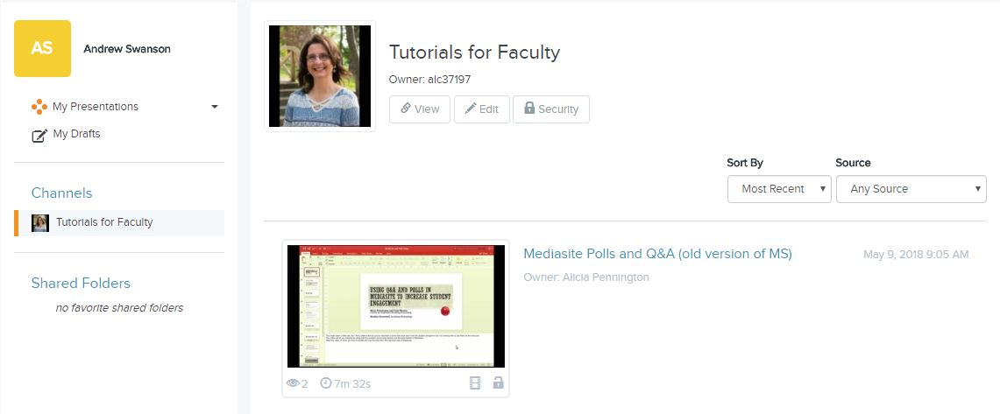 AS
Andrew Swanson
My Presentations
My Drafts
Channels
Tutorials for Faculty
Shared Folders
no favorite shared folders
Tutorials for Faculty
Owner: alc37197
View Edit Security
Sort By Source
Most Recent Any Source
USING Q&A AND POLLS IN
MEDIASITE TO INCREASE STUDENT
ENGAGEMENT
2 7m 32s
Mediasite Polls and Q&A (old version of MS) May 9, 2018 9:05 AM
Owner: Alicia Pennington